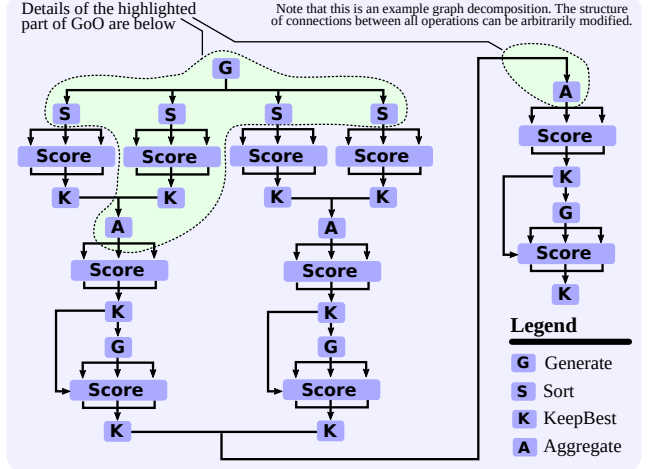 Details of the highlighted
part of GoO are below
Note that this is an example graph decomposition. The structure
of connections between all operations can be arbitrarily modified.
G
A
S S S S
Score
Score Score Score Score
K
K K K K
G
A A
Score
Score Score
K
K K
G G
Score Score
K K
Legend
G Generate
S Sort
K KeepBest
A Aggregate